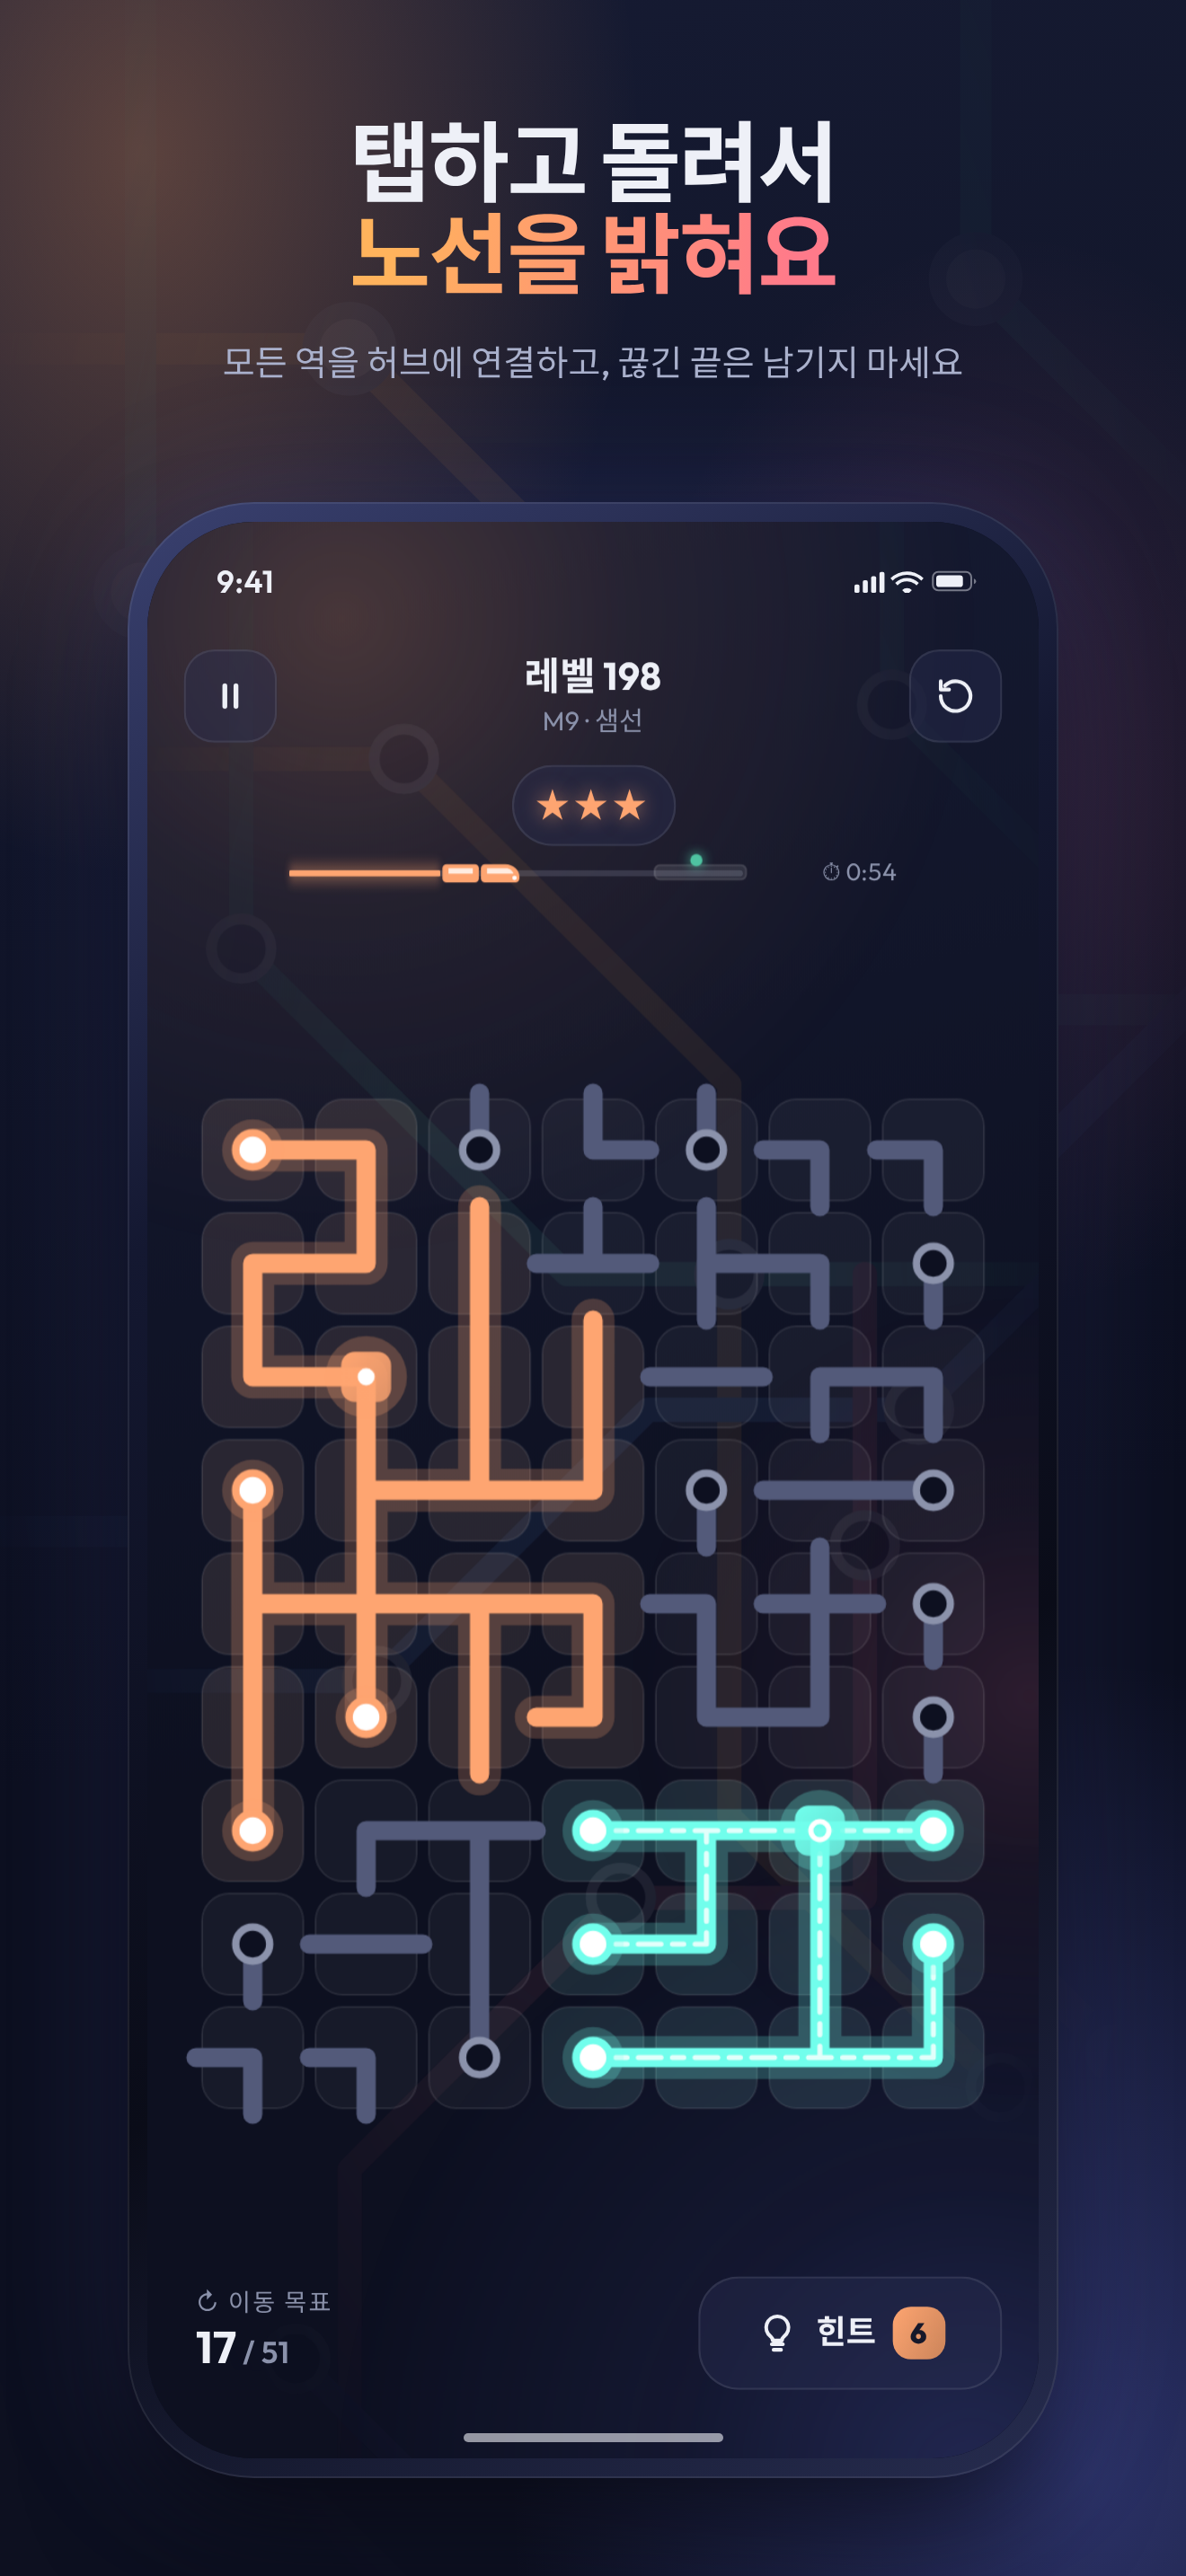 탭하고 돌려서
노선을 밝혀요
모든 역을 허브에 연결하고, 끊긴 끝은 남기지 마세요
9:41
레벨 198
M9 · 샘선
0:54
이동 목표
17 / 51
힌트 6